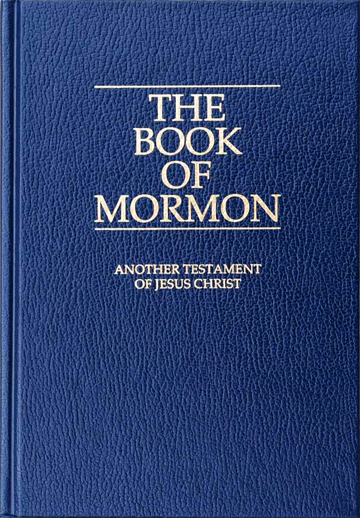 THE
BOOK
OF
MORMON
ANOTHER TESTAMENT
OF JESUS CHRIST